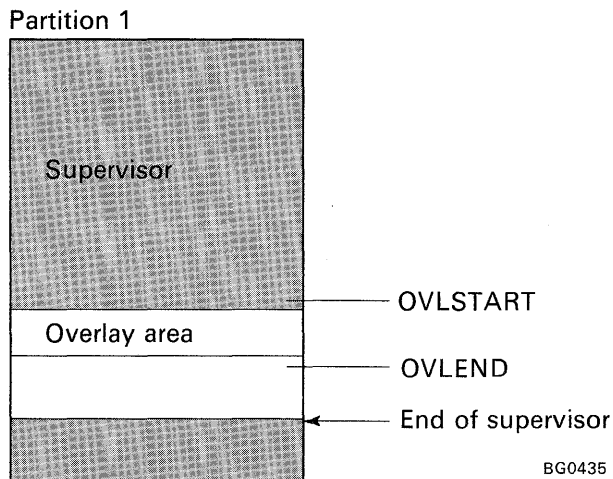 Partition 1
Supervisor
OVLSTART
Overlay area
OVLEND
End of supervisor
BG0435